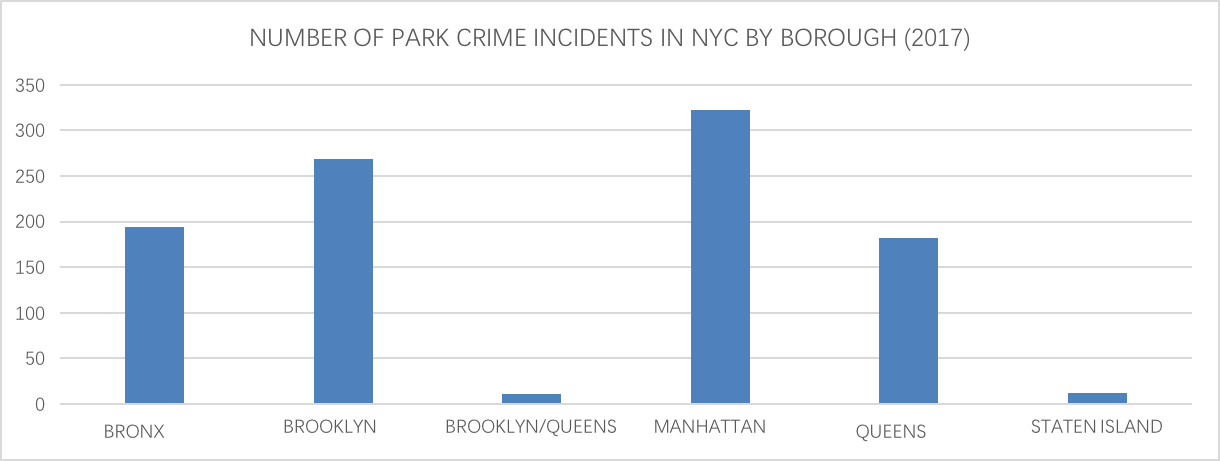 NUMBER OF PARK CRIME INCIDENTS IN NYC BY BOROUGH (2017)
350
300
250
200
150
100
50
0
BRONX
BROOKLYN
BROOKLYN/QUEENS
MANHATTAN
QUEENS
STATEN ISLAND